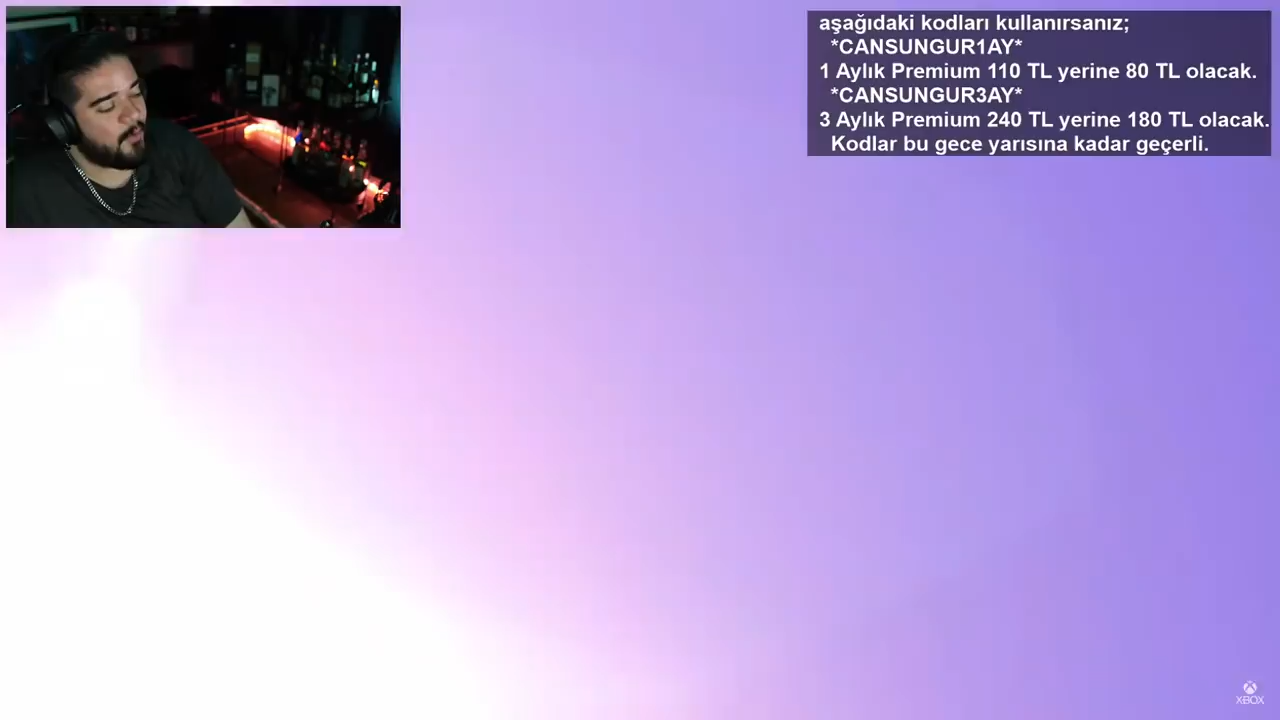 aşağıdaki kodları kullanırsanız;
*CANSUNGUR1AY*
1 Aylık Premium 110 TL yerine 80 TL olacak.
*CANSUNGUR3AY*
3 Aylık Premium 240 TL yerine 180 TL olacak.
Kodlar bu gece yarısına kadar geçerli.
XBOX